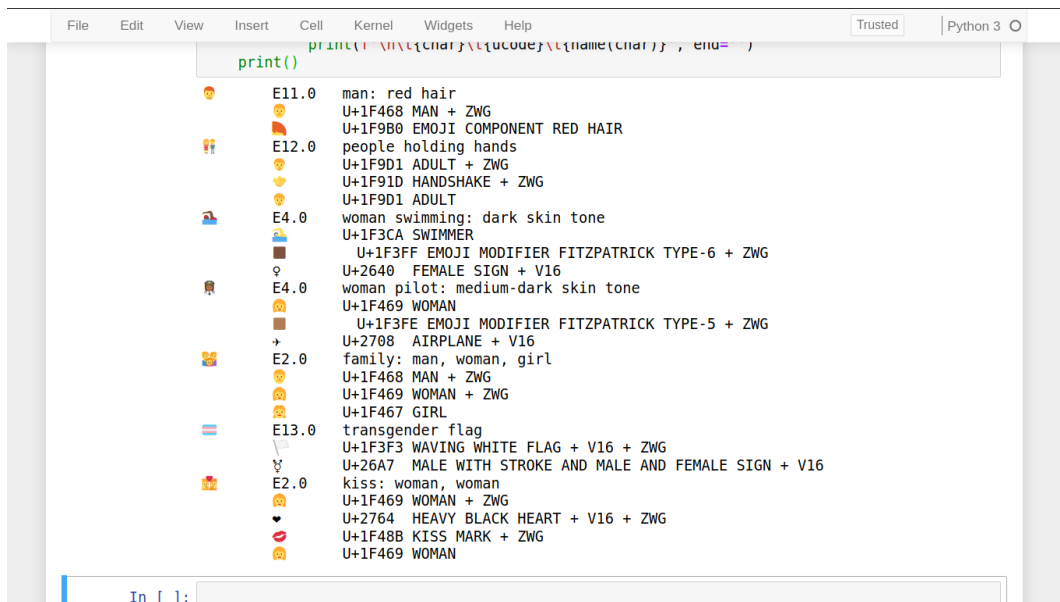 File Edit View Insert Cell Kernel Widgets Help Trusted Python 3
print(f"\n\t{char}\t{ucode}\t{name(char)}", end="")
print()
E11.0 man: red hair
U+1F468 MAN + ZWG
U+1F9B0 EMOJI COMPONENT RED HAIR
E12.0 people holding hands
U+1F9D1 ADULT + ZWG
U+1F91D HANDSHAKE + ZWG
U+1F9D1 ADULT
E4.0 woman swimming: dark skin tone
U+1F3CA SWIMMER
U+1F3FF EMOJI MODIFIER FITZPATRICK TYPE-6 + ZWG
♀ U+2640 FEMALE SIGN + V16
E4.0 woman pilot: medium-dark skin tone
U+1F469 WOMAN
U+1F3FE EMOJI MODIFIER FITZPATRICK TYPE-5 + ZWG
✈ U+2708 AIRPLANE + V16
E2.0 family: man, woman, girl
U+1F468 MAN + ZWG
U+1F469 WOMAN + ZWG
U+1F467 GIRL
E13.0 transgender flag
U+1F3F3 WAVING WHITE FLAG + V16 + ZWG
⚧ U+26A7 MALE WITH STROKE AND MALE AND FEMALE SIGN + V16
E2.0 kiss: woman, woman
U+1F469 WOMAN + ZWG
❤ U+2764 HEAVY BLACK HEART + V16 + ZWG
U+1F48B KISS MARK + ZWG
U+1F469 WOMAN
In [ ]: